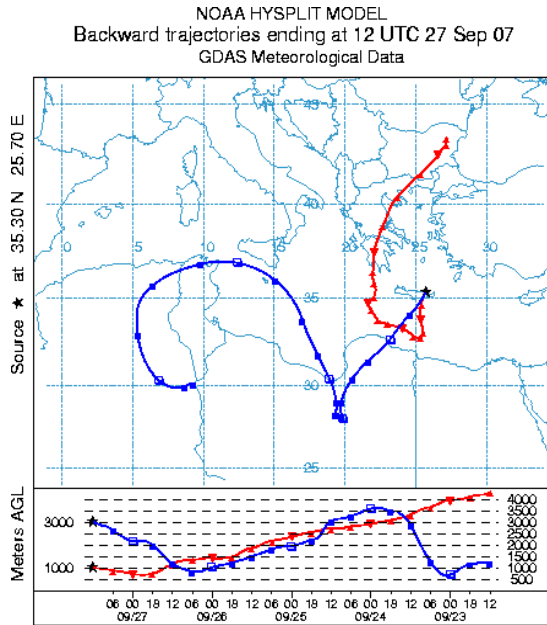 NOAA HYSPLIT MODEL
Backward trajectories ending at 12 UTC 27 Sep 07
GDAS Meteorological Data
Source ★ at 35.30 N 25.70 E
45
40
0 5 10 15 20 25 30
35
30
25
Meters AGL
3000
1000
4000
3500
3000
2500
2000
1500
1000
500
06 00 18 12 06 00 18 12 06 00 18 12 06 00 18 12 06 00 18 12
09/27 09/26 09/25 09/24 09/23